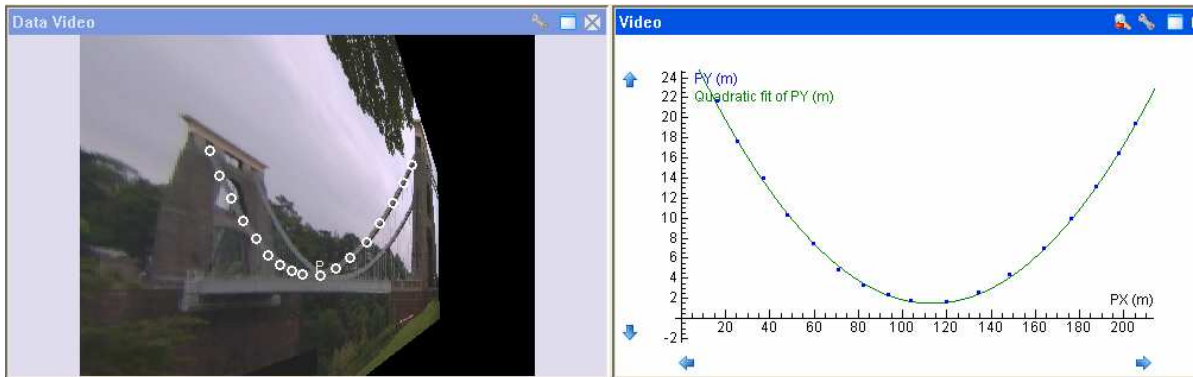 Data Video
P
Video
PY (m)
Quadratic fit of PY (m)
24
22
20
18
16
14
12
10
8
6
4
2
-2
PX (m)
20 40 60 80 100 120 140 160 180 200